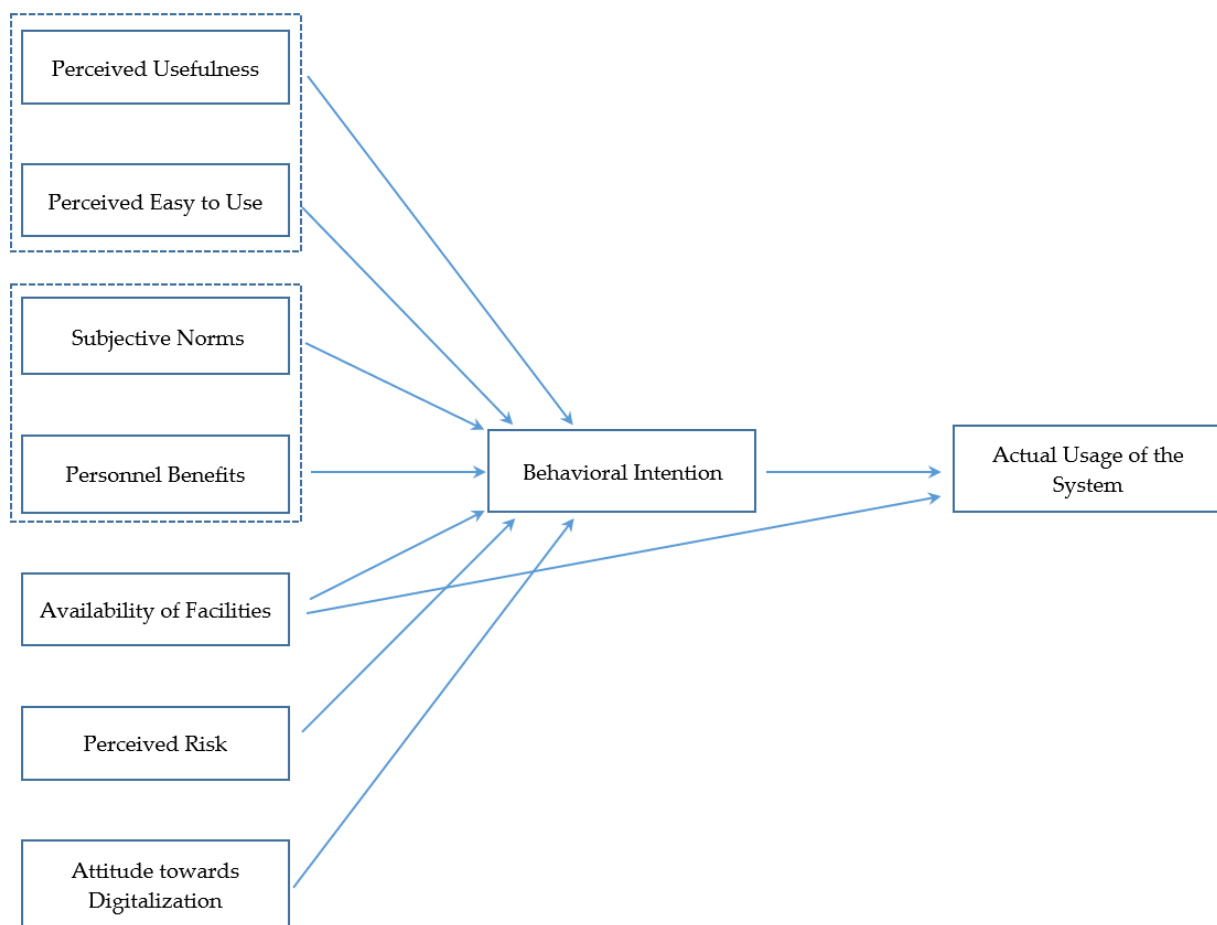 Perceived Usefulness
Perceived Easy to Use
Subjective Norms
Personnel Benefits
Behavioral Intention
Actual Usage of the
System
Availability of Facilities
Perceived Risk
Attitude towards
Digitalization